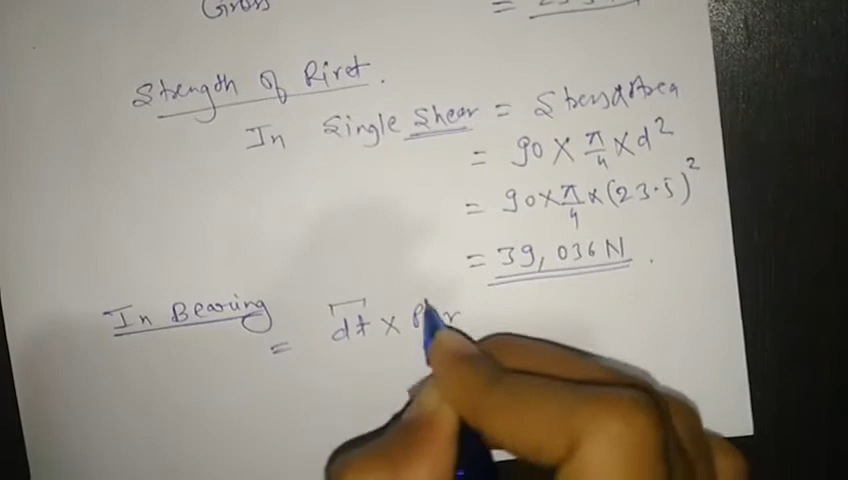 Gross =
Strength of Rivet.
In Single Shear = Stress x Area
= 90 × π/4 × d²
= 90 × π/4 × (23.5)²
= 39,036 N.
In Bearing
= dt ×